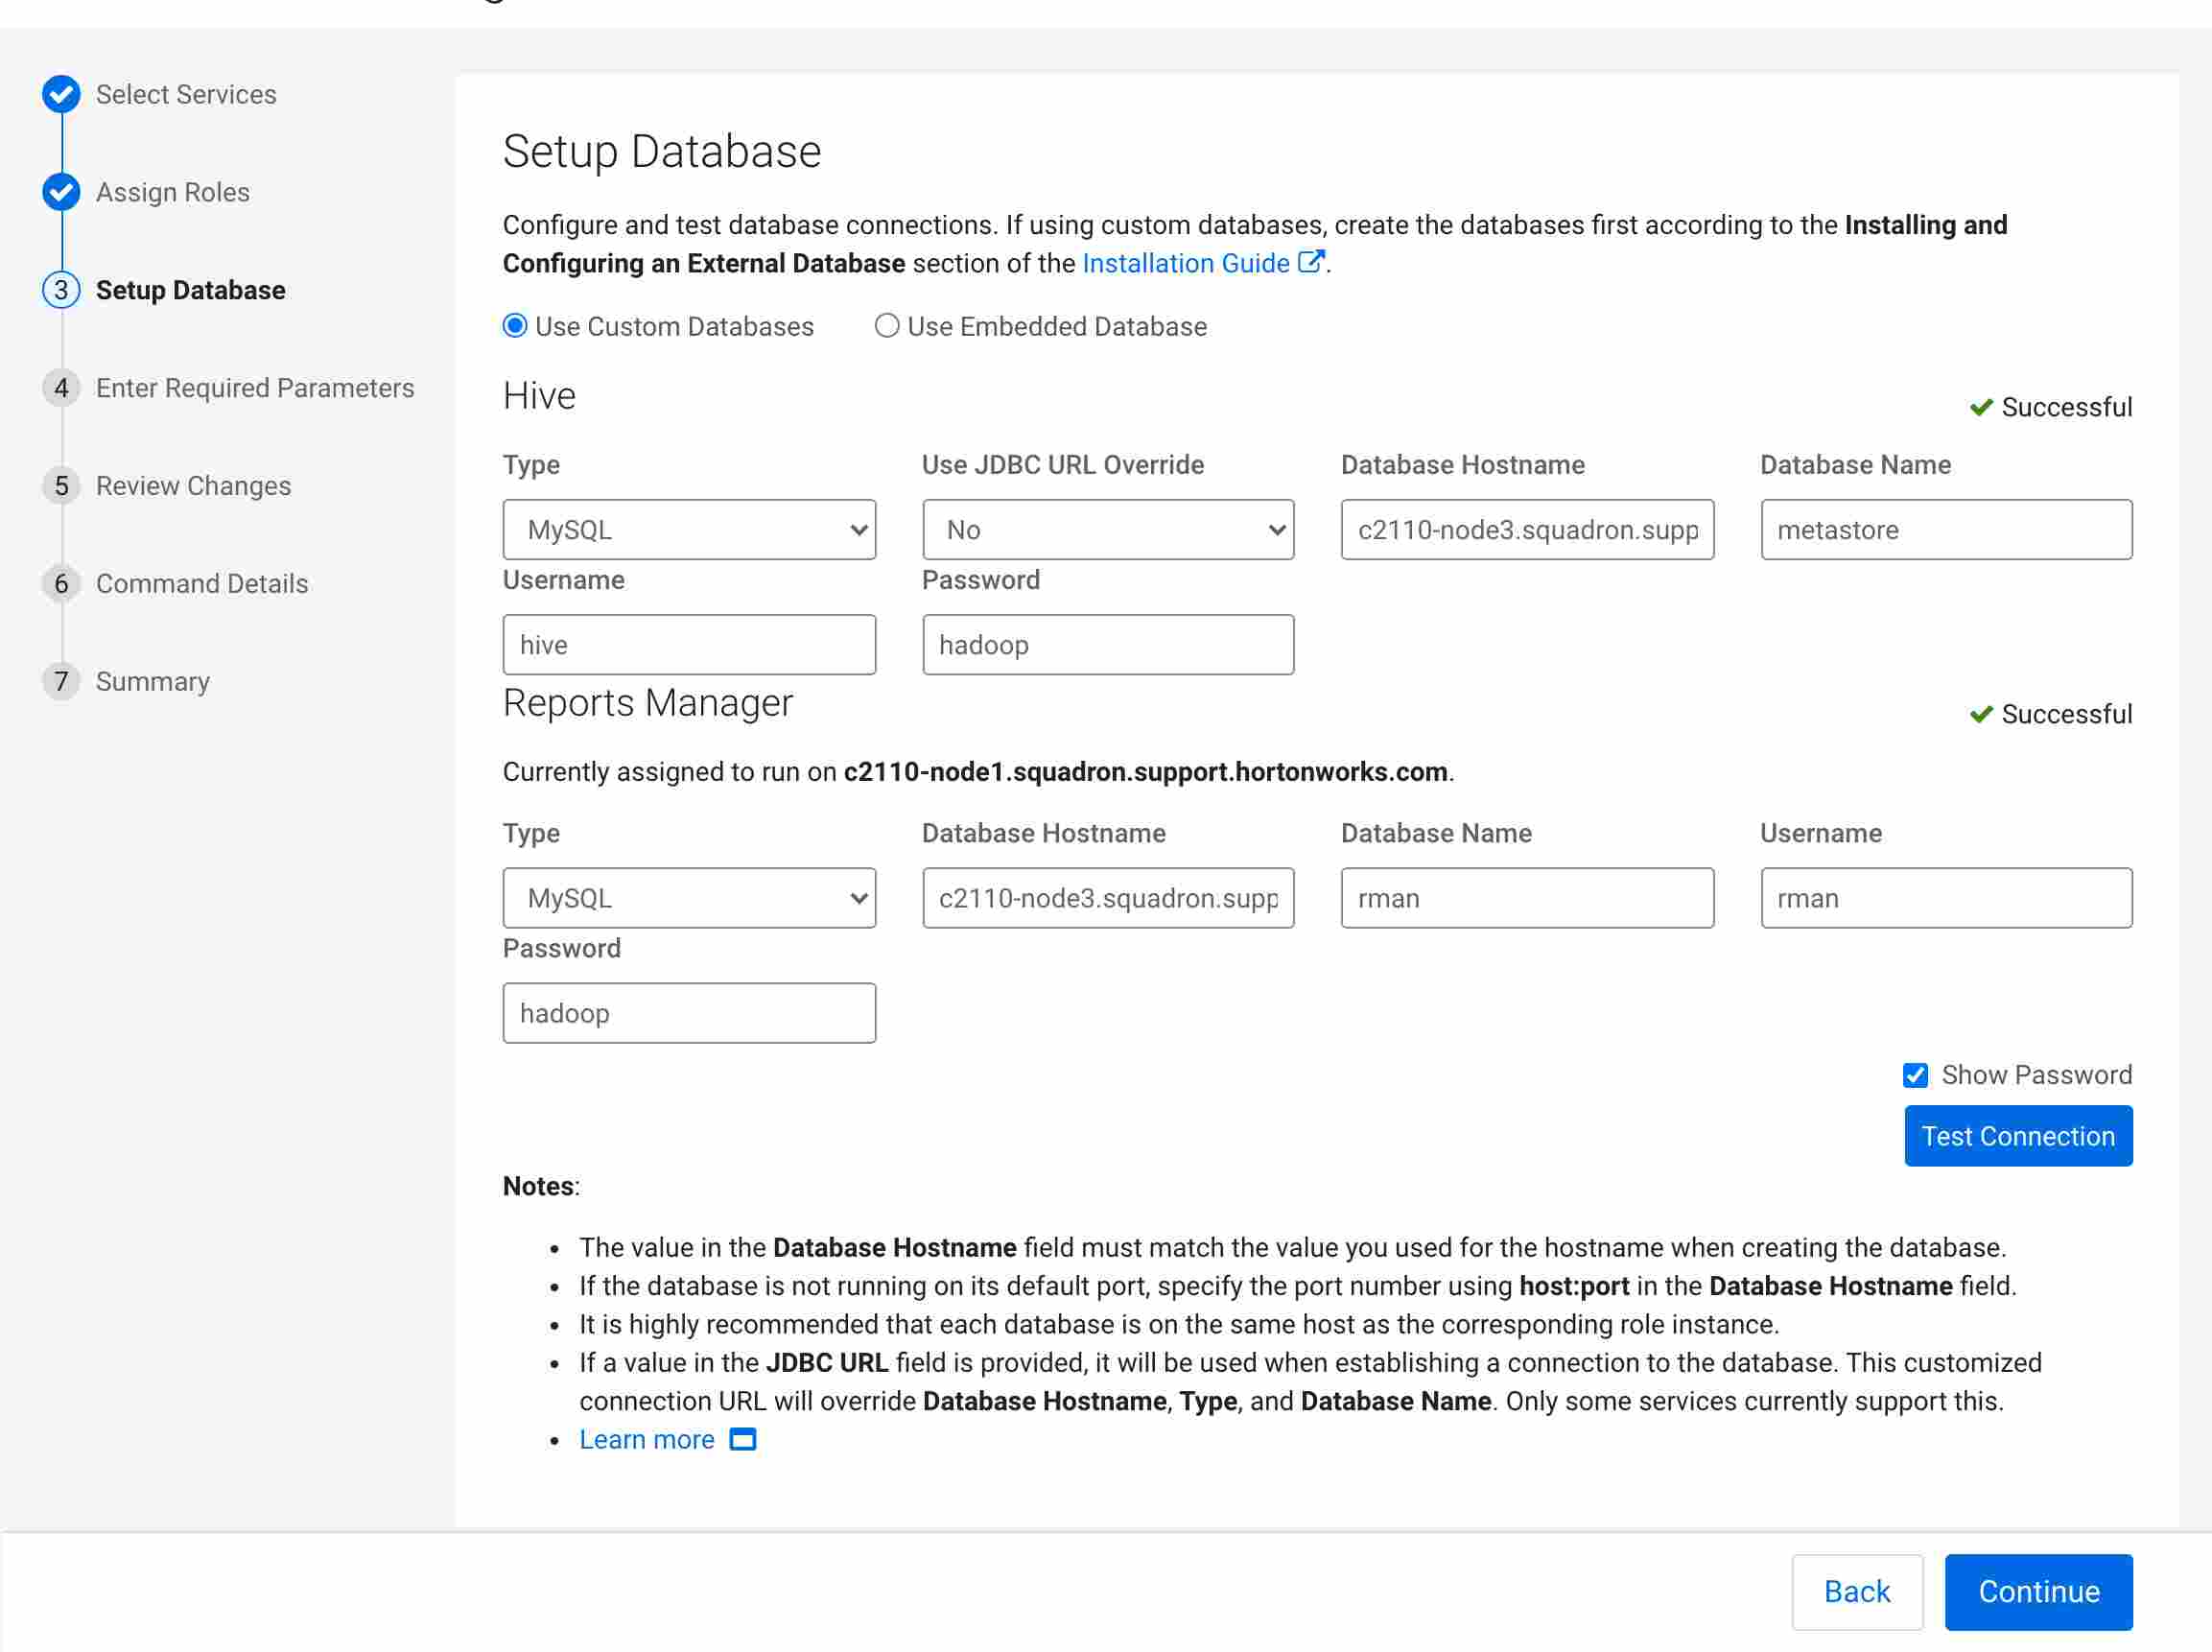 Select Services
Assign Roles
3 Setup Database
4 Enter Required Parameters
5 Review Changes
6 Command Details
7 Summary
Setup Database
Configure and test database connections. If using custom databases, create the databases first according to the Installing and
Configuring an External Database section of the Installation Guide.
Use Custom Databases Use Embedded Database
Hive
Successful
Type Use JDBC URL Override Database Hostname Database Name
MySQL No c2110-node3.squadron.supp metastore
Username Password
hive hadoop
Reports Manager
Successful
Currently assigned to run on c2110-node1.squadron.support.hortonworks.com.
Type Database Hostname Database Name Username
MySQL c2110-node3.squadron.supp rman rman
Password
hadoop
Show Password
Test Connection
Notes:
• The value in the Database Hostname field must match the value you used for the hostname when creating the database.
• If the database is not running on its default port, specify the port number using host:port in the Database Hostname field.
• It is highly recommended that each database is on the same host as the corresponding role instance.
• If a value in the JDBC URL field is provided, it will be used when establishing a connection to the database. This customized
connection URL will override Database Hostname, Type, and Database Name. Only some services currently support this.
• Learn more
Back Continue